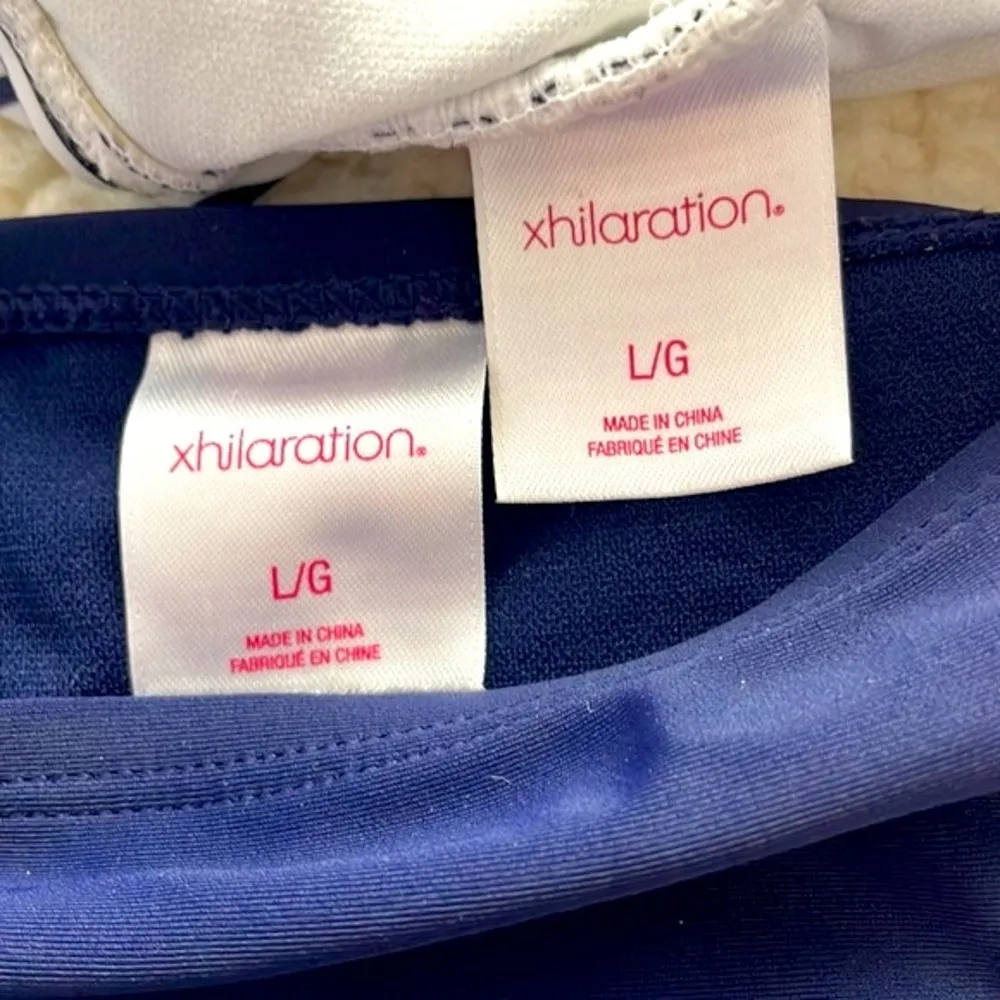 xhilaration®
L/G
MADE IN CHINA
FABRIQUÉ EN CHINE
xhilaration®
L/G
MADE IN CHINA
FABRIQUÉ EN CHINE